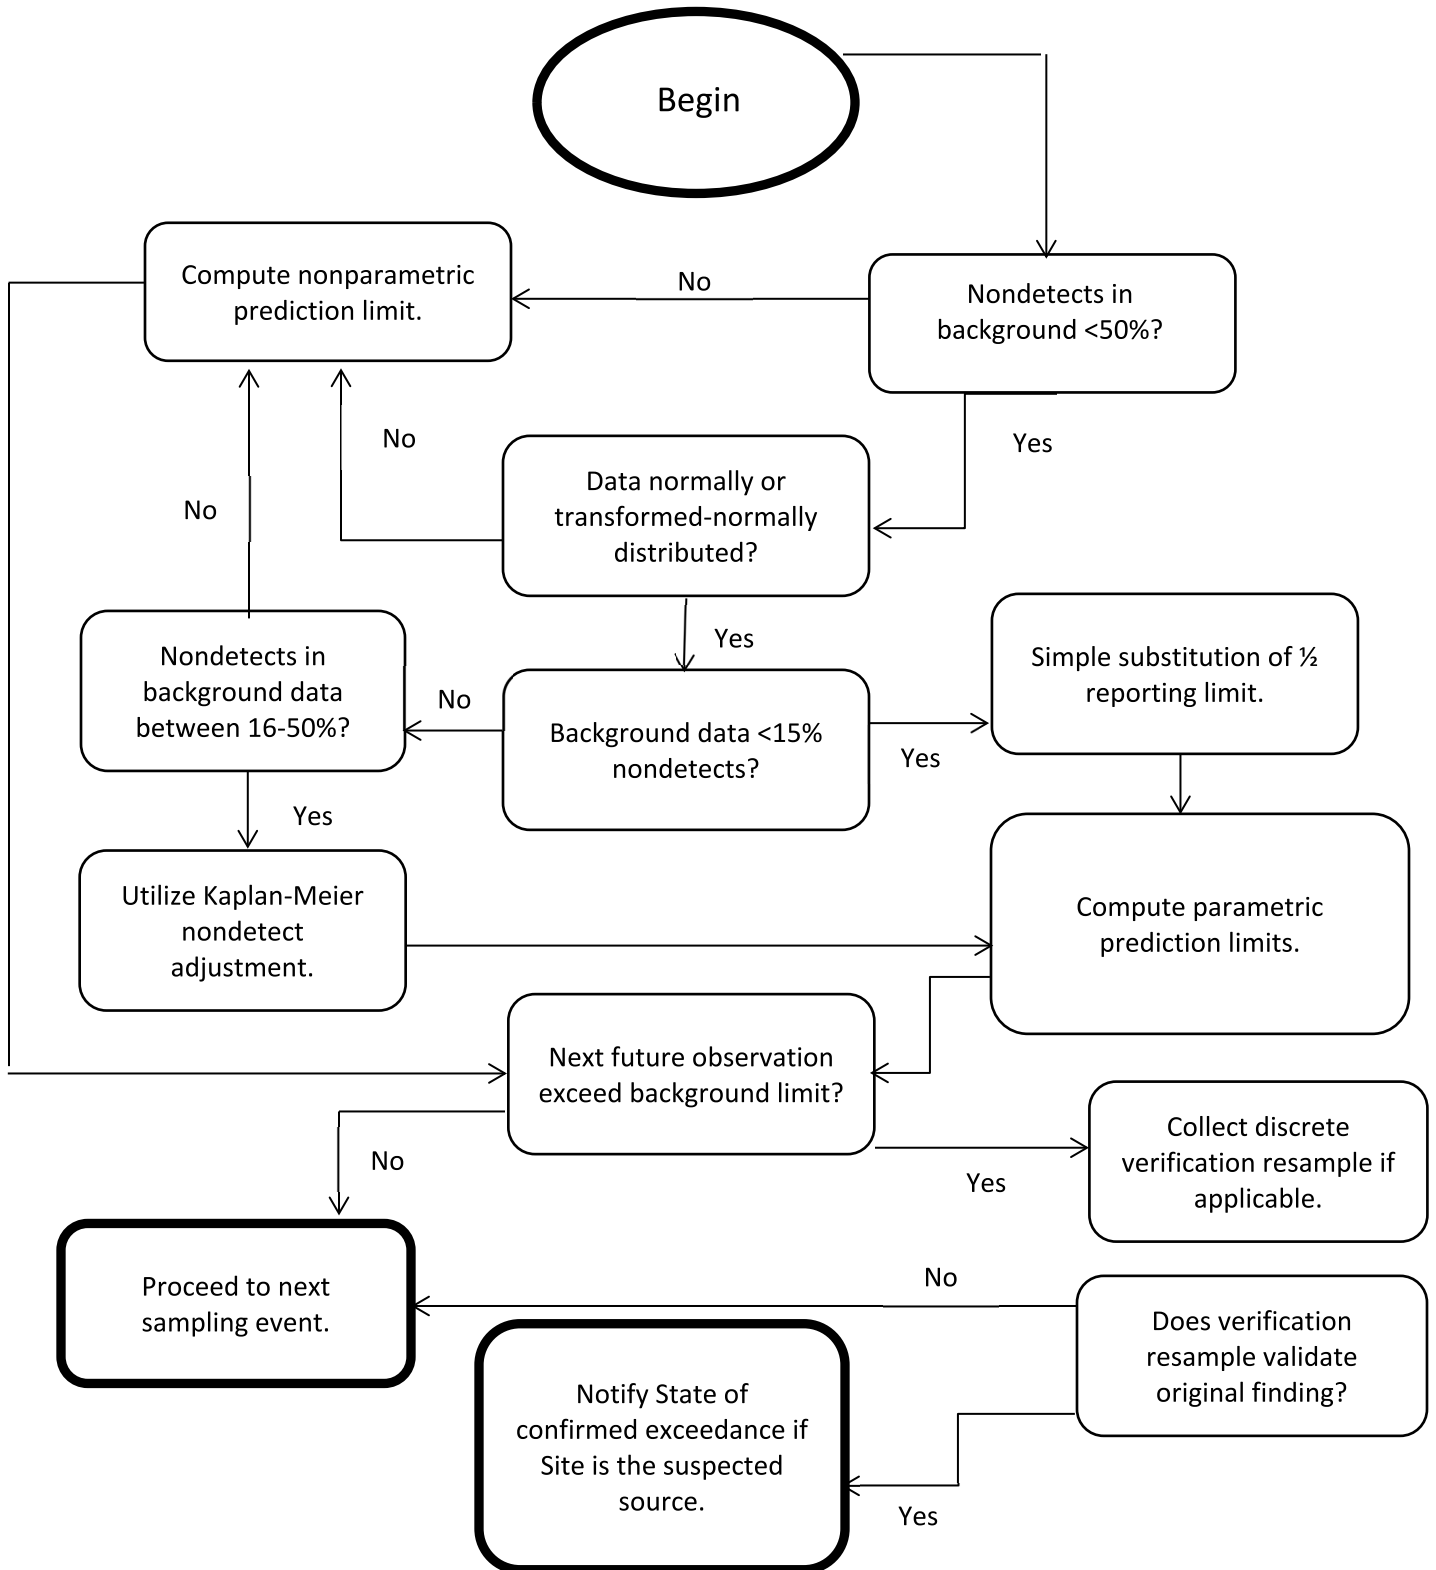 Begin
Compute nonparametric
prediction limit.
No
Nondetects in
background <50%?
No
Yes
Data normally or
transformed-normally
distributed?
No
Yes
Nondetects in
background data
between 16-50%?
No
Background data <15%
nondetects?
Yes
Simple substitution of ½
reporting limit.
Yes
Utilize Kaplan-Meier
nondetect
adjustment.
Compute parametric
prediction limits.
Next future observation
exceed background limit?
No
Yes
Collect discrete
verification resample if
applicable.
Proceed to next
sampling event.
No
Does verification
resample validate
original finding?
Notify State of
confirmed exceedance if
Site is the suspected
source.
Yes